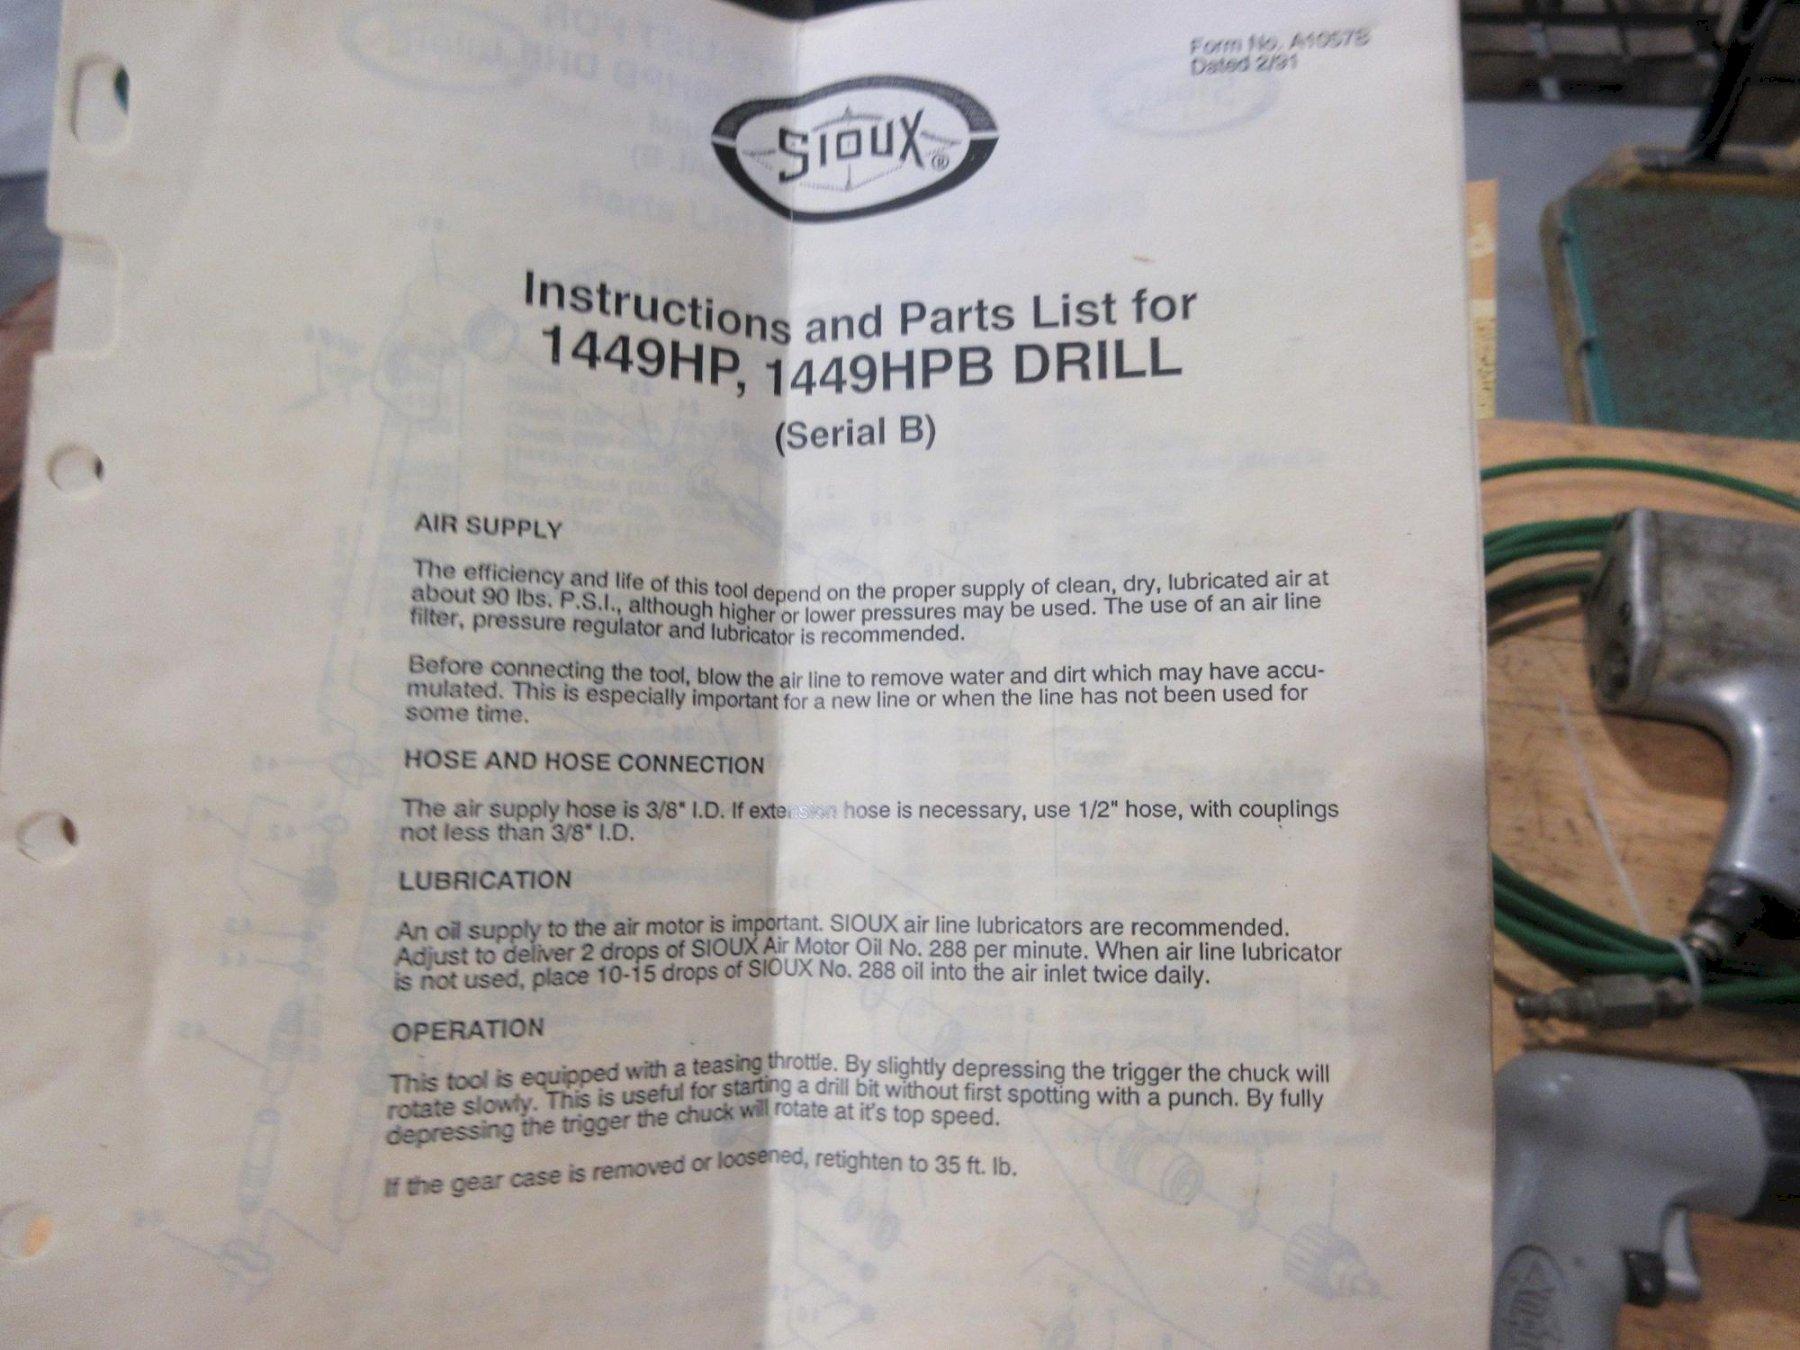 Form No. A1057B
Dated 2/91
SIOUX ®
Instructions and Parts List for
1449HP, 1449HPB DRILL
(Serial B)
AIR SUPPLY
The efficiency and life of this tool depend on the proper supply of clean, dry, lubricated air at
about 90 lbs. P.S.I., although higher or lower pressures may be used. The use of an air line
filter, pressure regulator and lubricator is recommended.
Before connecting the tool, blow the air line to remove water and dirt which may have accu-
mulated. This is especially important for a new line or when the line has not been used for
some time.
HOSE AND HOSE CONNECTION
The air supply hose is 3/8" I.D. If extension hose is necessary, use 1/2" hose, with couplings
not less than 3/8" I.D.
LUBRICATION
An oil supply to the air motor is important. SIOUX air line lubricators are recommended.
Adjust to deliver 2 drops of SIOUX Air Motor Oil No. 288 per minute. When air line lubricator
is not used, place 10-15 drops of SIOUX No. 288 oil into the air inlet twice daily.
OPERATION
This tool is equipped with a teasing throttle. By slightly depressing the trigger the chuck will
rotate slowly. This is useful for starting a drill bit without first spotting with a punch. By fully
depressing the trigger the chuck will rotate at it's top speed.
If the gear case is removed or loosened, retighten to 35 ft. lb.